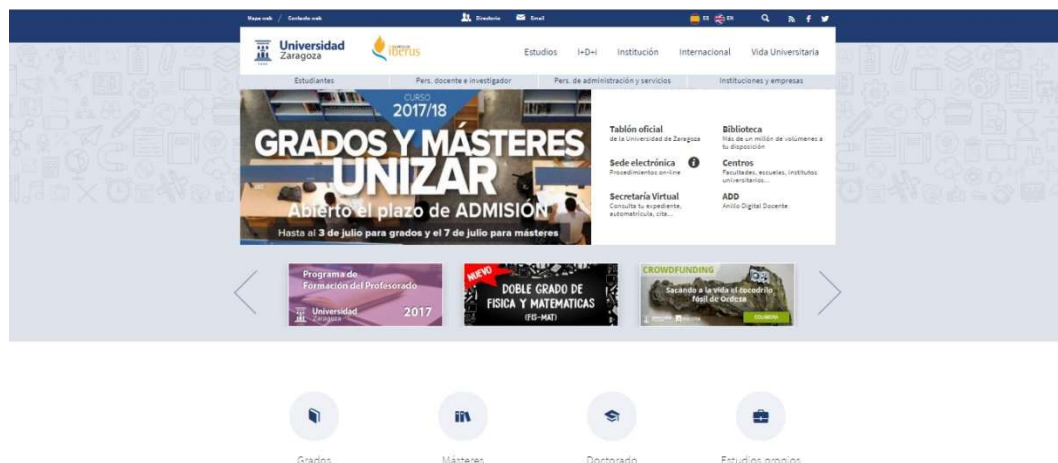 Mapa web / Contacta web
Directorio
Email
ES
EN
Universidad
Zaragoza
iberus
Estudios
I+D+i
Institución
Internacional
Vida Universitaria
Estudiantes
Pers. docente e investigador
Pers. de administración y servicios
Instituciones y empresas
CURSO
2017/18
GRADOS Y MÁSTERES
UNIZAR
Abierto el plazo de ADMISIÓN
Hasta al 3 de julio para grados y el 7 de julio para másteres
Tablón oficial
de la Universidad de Zaragoza
Sede electrónica
Procedimientos on-line
Secretaría Virtual
Consulta tu expediente,
automatrícula, cita...
Biblioteca
Más de un millón de volúmenes a
tu disposición
Centros
Facultades, escuelas, institutos
universitarios...
ADD
Anillo Digital Docente
Programa de
Formación del Profesorado
Universidad
Zaragoza
2017
NUEVO
DOBLE GRADO DE
FISICA Y MATEMATICAS
(FIS-MAT)
CROWDFUNDING
Sacando a la vida el cocodrilo
fósil de Ordesa
COLABORA
Grados
Másteres
Doctorado
Estudios propios